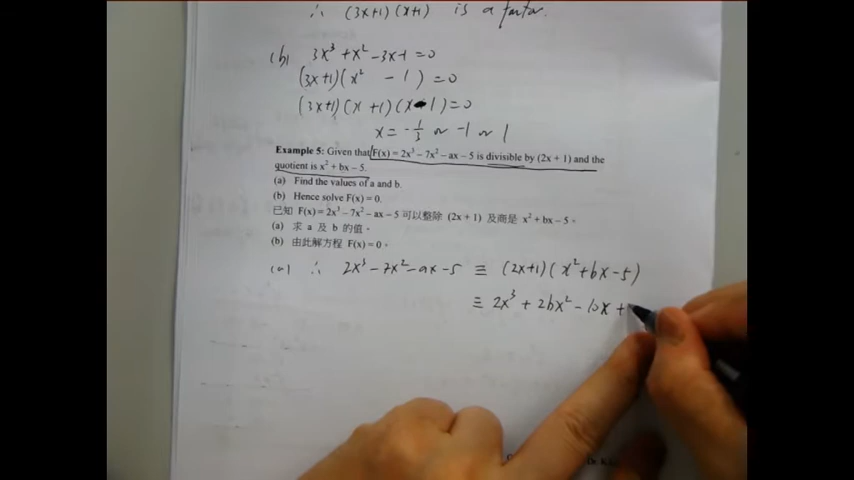 ∴ (3x+1)(x+1) is a factor.
(b) 3x³ + x² - 3x - 1 = 0
(3x+1)(x² - 1) = 0
(3x+1)(x+1)(x-1) = 0
x = -1/3 or -1 or 1
Example 5: Given that F(x) = 2x³ – 7x² – ax – 5 is divisible by (2x + 1) and the
quotient is x² + bx – 5.
(a) Find the values of a and b.
(b) Hence solve F(x) = 0.
已知 F(x) = 2x³ – 7x² – ax – 5 可以整除 (2x + 1) 及商是 x² + bx – 5。
(a) 求 a 及 b 的值。
(b) 由此解方程 F(x) = 0。
(a) ∴ 2x³ - 7x² - ax - 5 ≡ (2x+1)(x² + bx - 5)
≡ 2x³ + 2bx² - 10x +